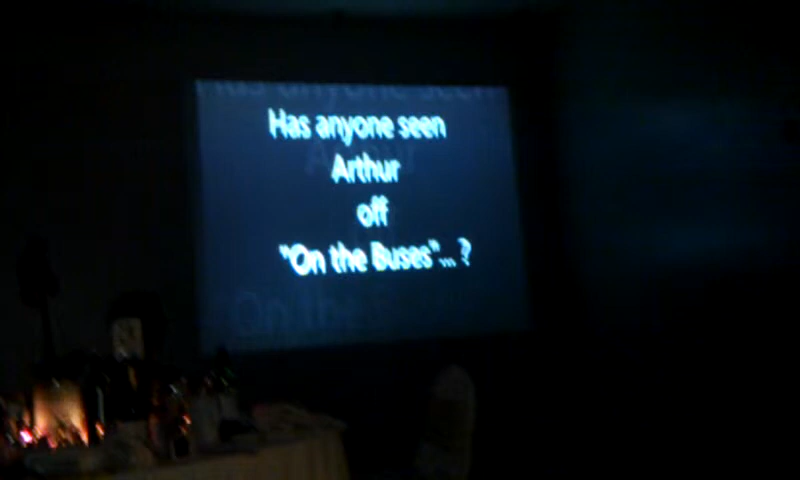 Has anyone seen
Arthur
off
"On the Buses"... ?